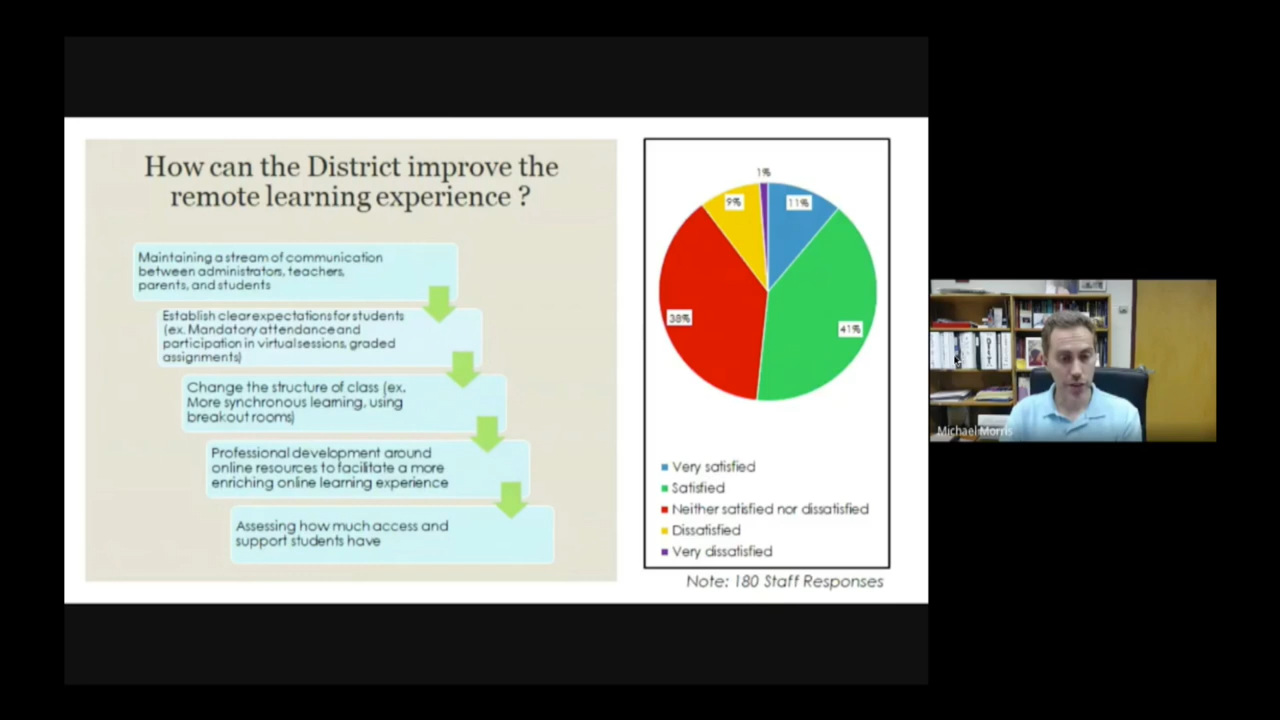 How can the District improve the
remote learning experience ?
Maintaining a stream of communication
between administrators, teachers,
parents, and students
Establish clear expectations for students
(ex. Mandatory attendance and
participation in virtual sessions, graded
assignments)
Change the structure of class (ex.
More synchronous learning, using
breakout rooms)
Professional development around
online resources to facilitate a more
enriching online learning experience
Assessing how much access and
support students have
1%
9%
11%
38%
41%
Very satisfied
Satisfied
Neither satisfied nor dissatisfied
Dissatisfied
Very dissatisfied
Note: 180 Staff Responses
Michael Morris